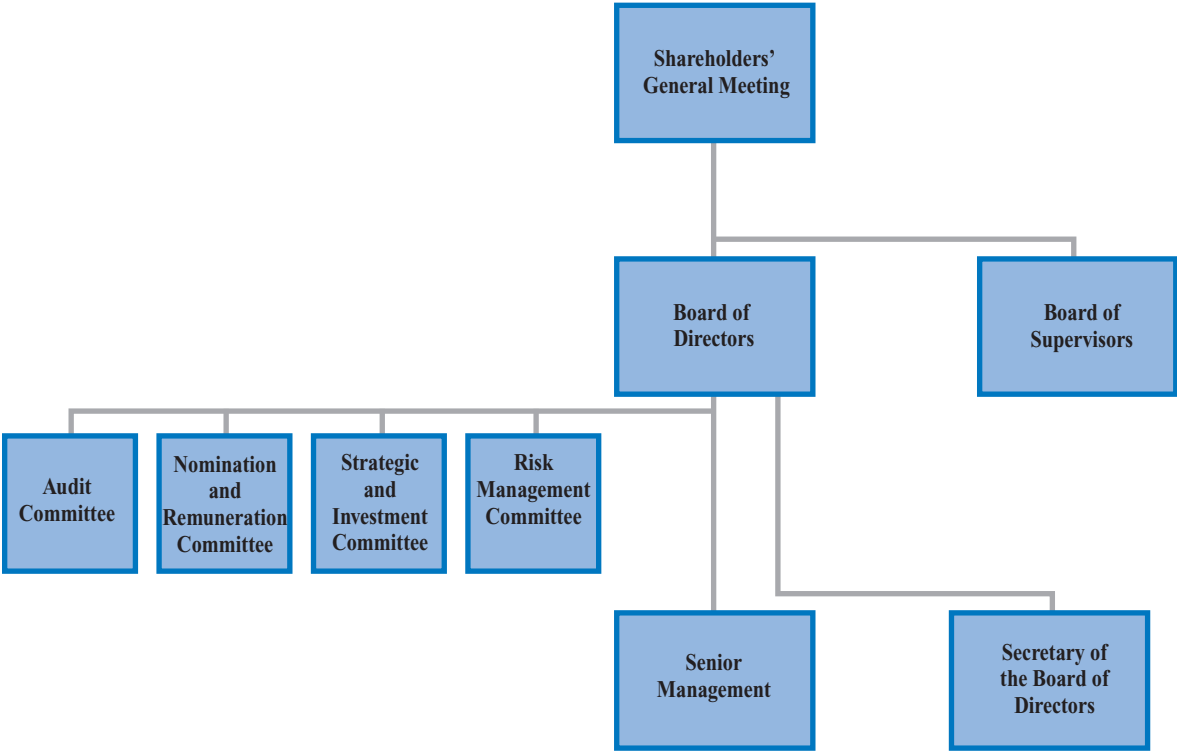 Shareholders’
General Meeting
Board of
Directors
Board of
Supervisors
Audit
Committee
Nomination
and
Remuneration
Committee
Strategic
and
Investment
Committee
Risk
Management
Committee
Senior
Management
Secretary of
the Board of
Directors